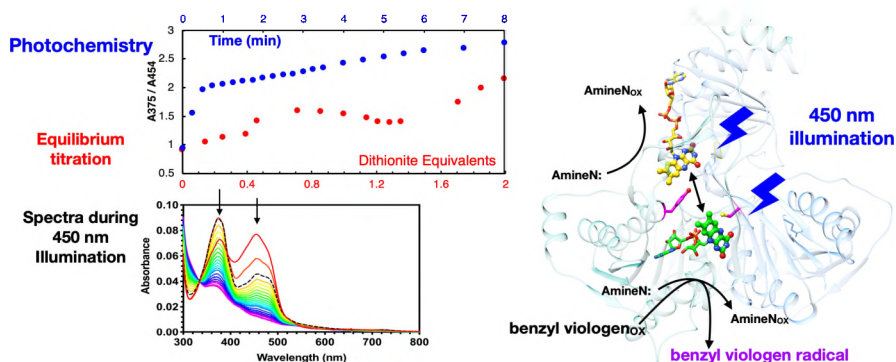 0 1 2 3 4 5 6 7 8
Photochemistry
Time (min)
3
2.5
2
1.5
1
0.5
A375 / A454
Equilibrium
titration
Dithionite Equivalents
0 0.4 0.8 1.2 1.6 2
Spectra during
450 nm
Illumination
0.10
0.08
0.06
0.04
0.02
0.00
Absorbance
300 400 500 600 700 800
Wavelength (nm)
AmineNOX
450 nm
illumination
AmineN:
AmineN:
benzyl viologenOX
AmineNOX
benzyl viologen radical